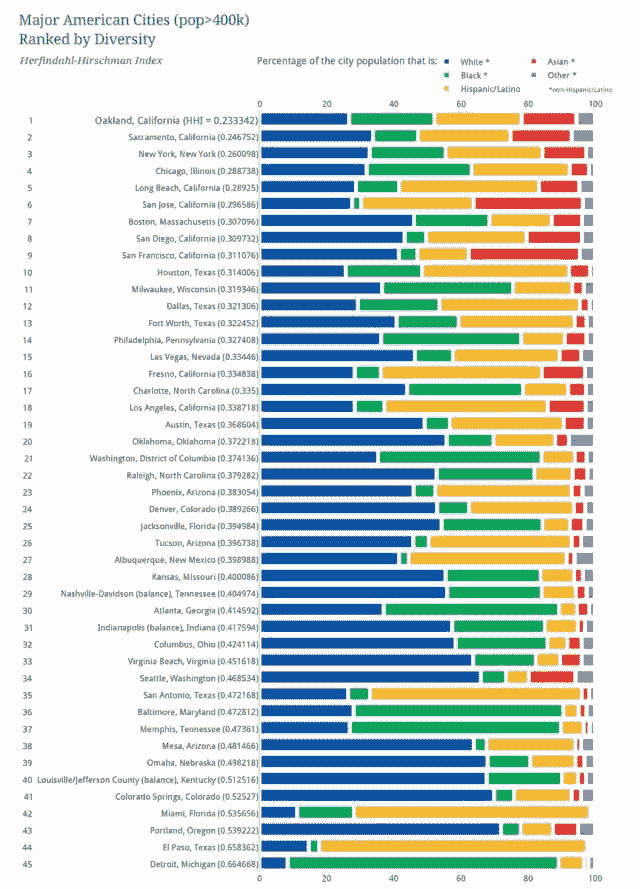 Major American Cities (pop>400k)
Ranked by Diversity
Herfindahl-Hirschman Index
Percentage of the city population that is:
White *
Asian *
Black *
Other *
Hispanic/Latino
*non-Hispanic/Latino
0 20 40 60 80 100
1 Oakland, California (HHI = 0.233342)
2 Sacramento, California (0.246752)
3 New York, New York (0.260098)
4 Chicago, Illinois (0.288738)
5 Long Beach, California (0.28925)
6 San Jose, California (0.296586)
7 Boston, Massachusetts (0.307096)
8 San Diego, California (0.309732)
9 San Francisco, California (0.311076)
10 Houston, Texas (0.314006)
11 Milwaukee, Wisconsin (0.319346)
12 Dallas, Texas (0.321306)
13 Fort Worth, Texas (0.322452)
14 Philadelphia, Pennsylvania (0.327408)
15 Las Vegas, Nevada (0.33446)
16 Fresno, California (0.334838)
17 Charlotte, North Carolina (0.335)
18 Los Angeles, California (0.338718)
19 Austin, Texas (0.368604)
20 Oklahoma, Oklahoma (0.372218)
21 Washington, District of Columbia (0.374136)
22 Raleigh, North Carolina (0.379282)
23 Phoenix, Arizona (0.383054)
24 Denver, Colorado (0.389266)
25 Jacksonville, Florida (0.394984)
26 Tucson, Arizona (0.396738)
27 Albuquerque, New Mexico (0.398988)
28 Kansas, Missouri (0.400086)
29 Nashville-Davidson (balance), Tennessee (0.404974)
30 Atlanta, Georgia (0.414592)
31 Indianapolis (balance), Indiana (0.417594)
32 Columbus, Ohio (0.424114)
33 Virginia Beach, Virginia (0.451618)
34 Seattle, Washington (0.468534)
35 San Antonio, Texas (0.472168)
36 Baltimore, Maryland (0.472812)
37 Memphis, Tennessee (0.47361)
38 Mesa, Arizona (0.481466)
39 Omaha, Nebraska (0.498218)
40 Louisville/Jefferson County (balance), Kentucky (0.512516)
41 Colorado Springs, Colorado (0.52527)
42 Miami, Florida (0.535656)
43 Portland, Oregon (0.539222)
44 El Paso, Texas (0.658362)
45 Detroit, Michigan (0.664668)
0 20 40 60 80 100